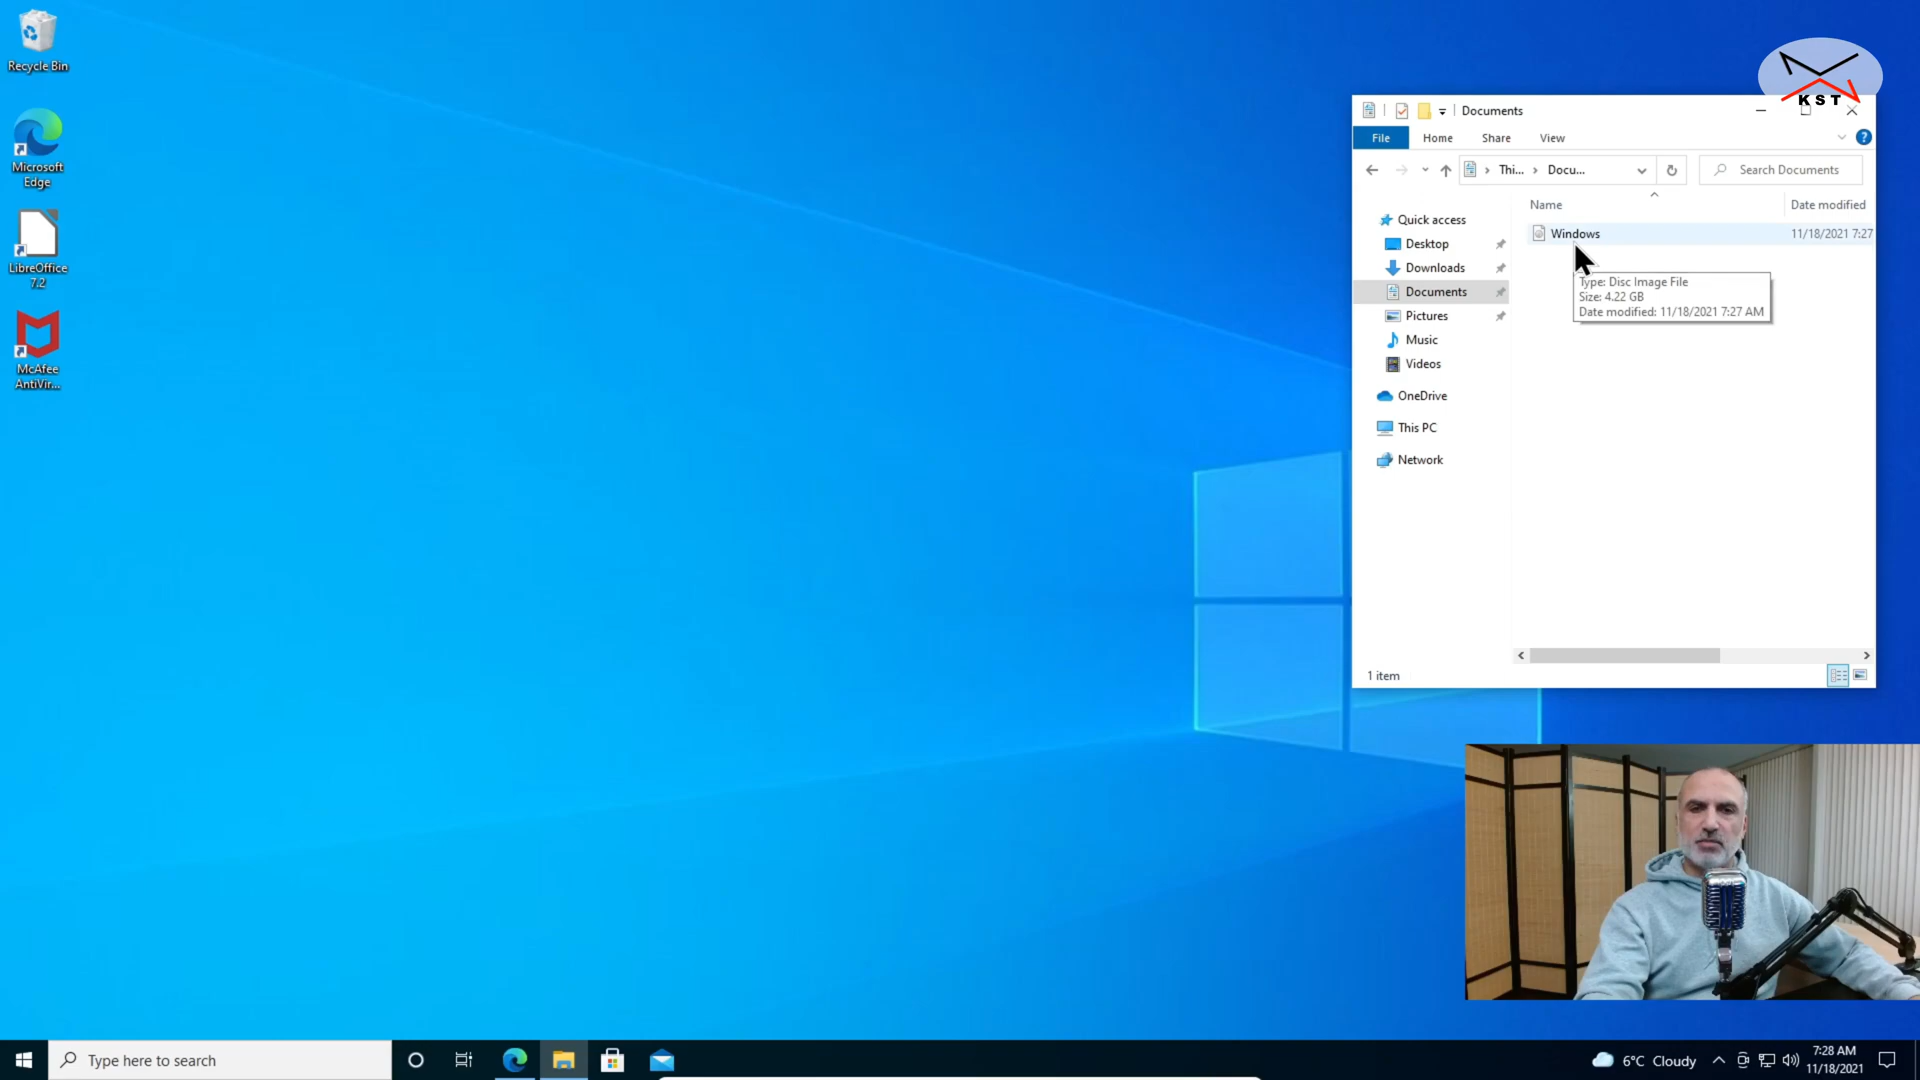 Recycle Bin
Microsoft
Edge
LibreOffice
7.2
McAfee
AntiVir...
KST
Documents
File
Home
Share
View
Thi...
Docu...
Search Documents
Name
Date modified
Quick access
Desktop
Downloads
Documents
Pictures
Music
Videos
OneDrive
This PC
Network
Windows
11/18/2021 7:27
Type: Disc Image File
Size: 4.22 GB
Date modified: 11/18/2021 7:27 AM
1 item
Type here to search
6°C Cloudy
7:28 AM
11/18/2021